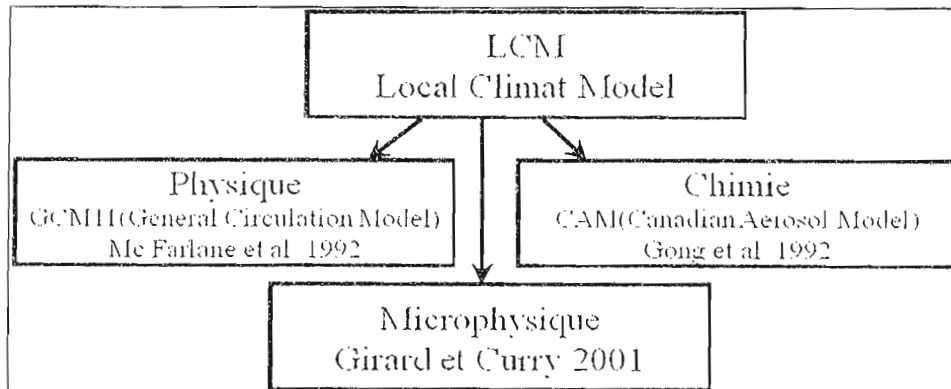 LCM
Local Climat Model
Physique
GCM11(General Circulation Model)
Mc Farlane et al 1992
Chimie
CAM(Canadian Aerosol Model)
Gong et al 1992
Microphysique
Girard et Curry 2001